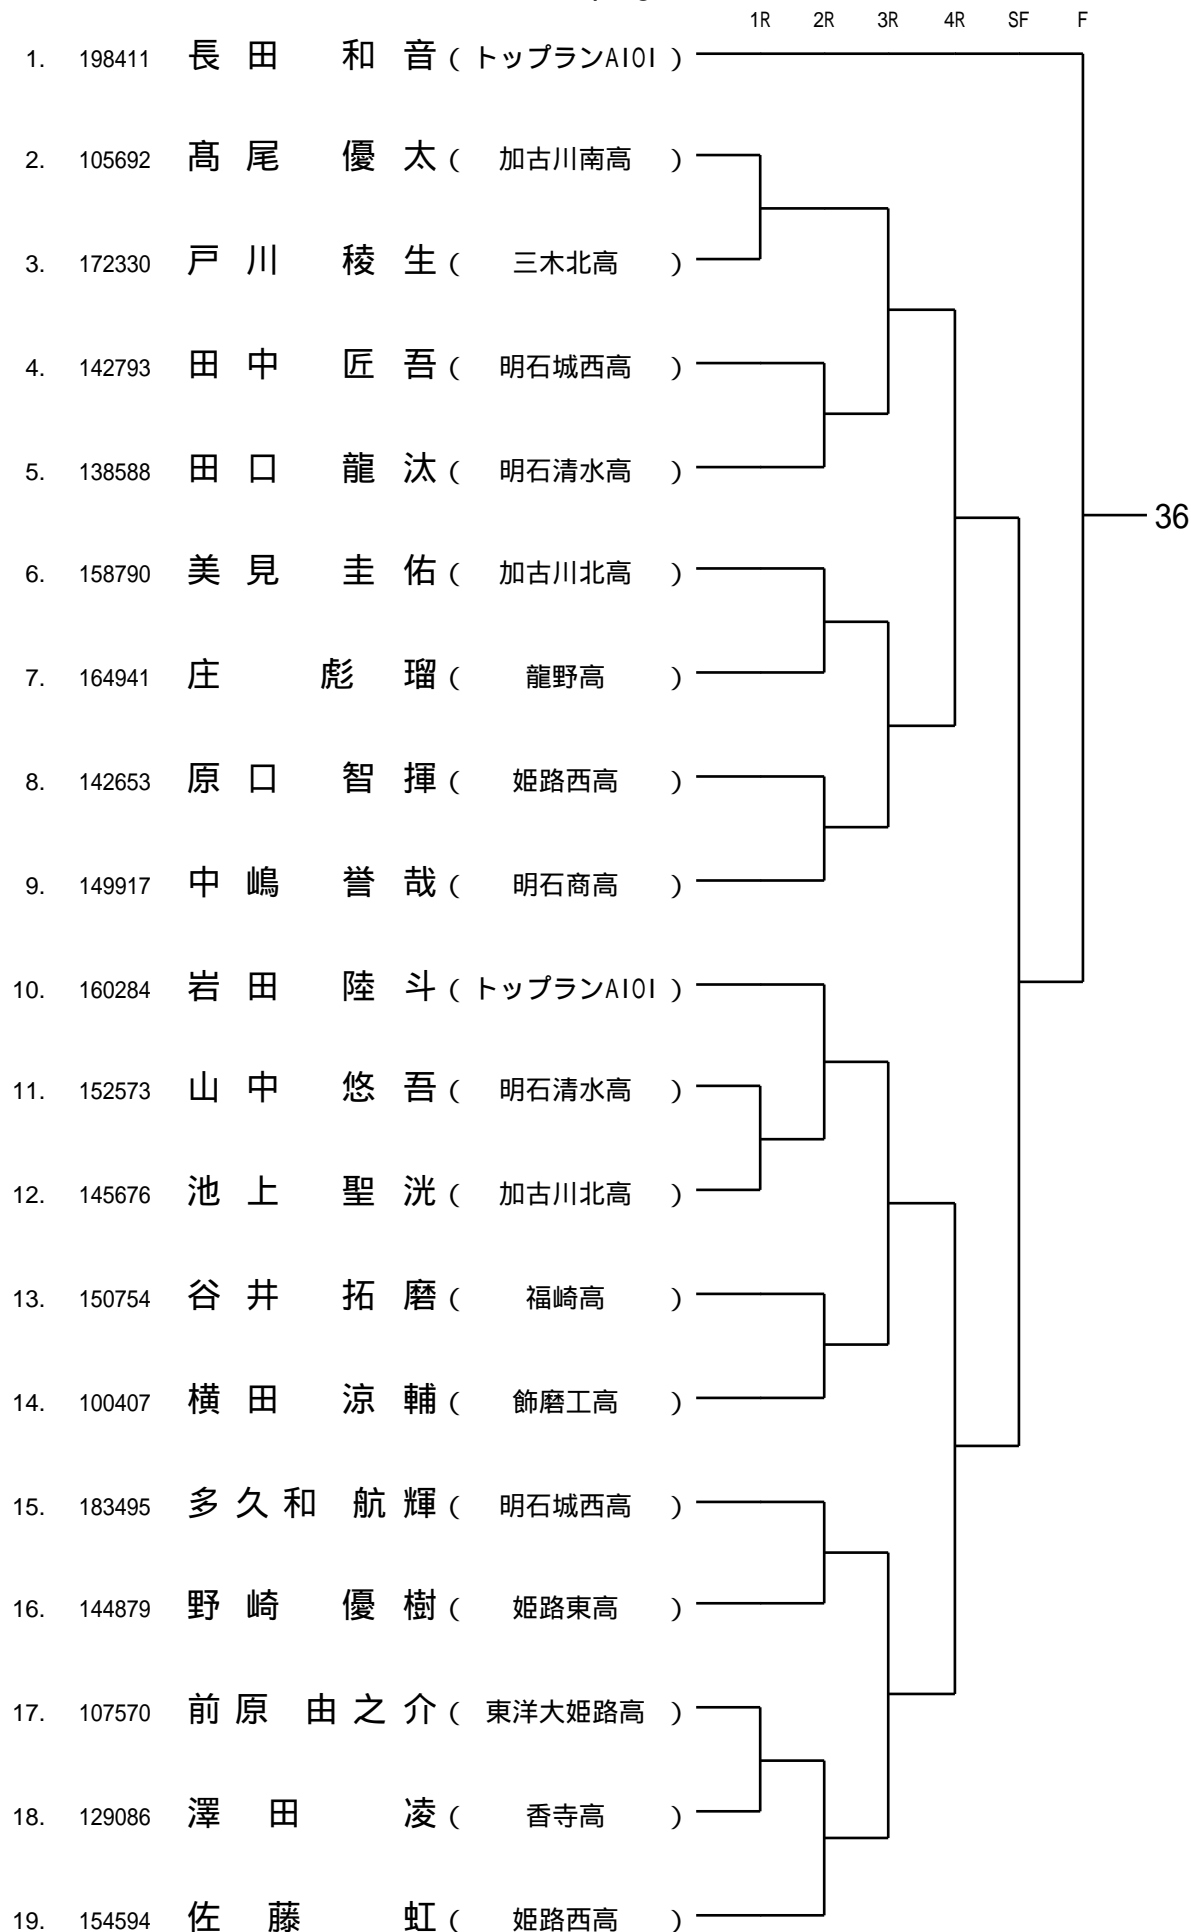 1R 2R 3R 4R SF F
1. 198411 長田 和音 ( トップランAIOI )
2. 105692 髙尾 優太 ( 加古川南高 )
3. 172330 戸川 稜生 ( 三木北高 )
4. 142793 田中 匠吾 ( 明石城西高 )
5. 138588 田口 龍汰 ( 明石清水高 )
36
6. 158790 美見 圭佑 ( 加古川北高 )
7. 164941 庄 彪瑠 ( 龍野高 )
8. 142653 原口 智揮 ( 姫路西高 )
9. 149917 中嶋 誉哉 ( 明石商高 )
10. 160284 岩田 陸斗 ( トップランAIOI )
11. 152573 山中 悠吾 ( 明石清水高 )
12. 145676 池上 聖洸 ( 加古川北高 )
13. 150754 谷井 拓磨 ( 福崎高 )
14. 100407 横田 涼輔 ( 飾磨工高 )
15. 183495 多久和 航輝 ( 明石城西高 )
16. 144879 野崎 優樹 ( 姫路東高 )
17. 107570 前原 由之介 ( 東洋大姫路高 )
18. 129086 澤田 凌 ( 香寺高 )
19. 154594 佐藤 虹 ( 姫路西高 )